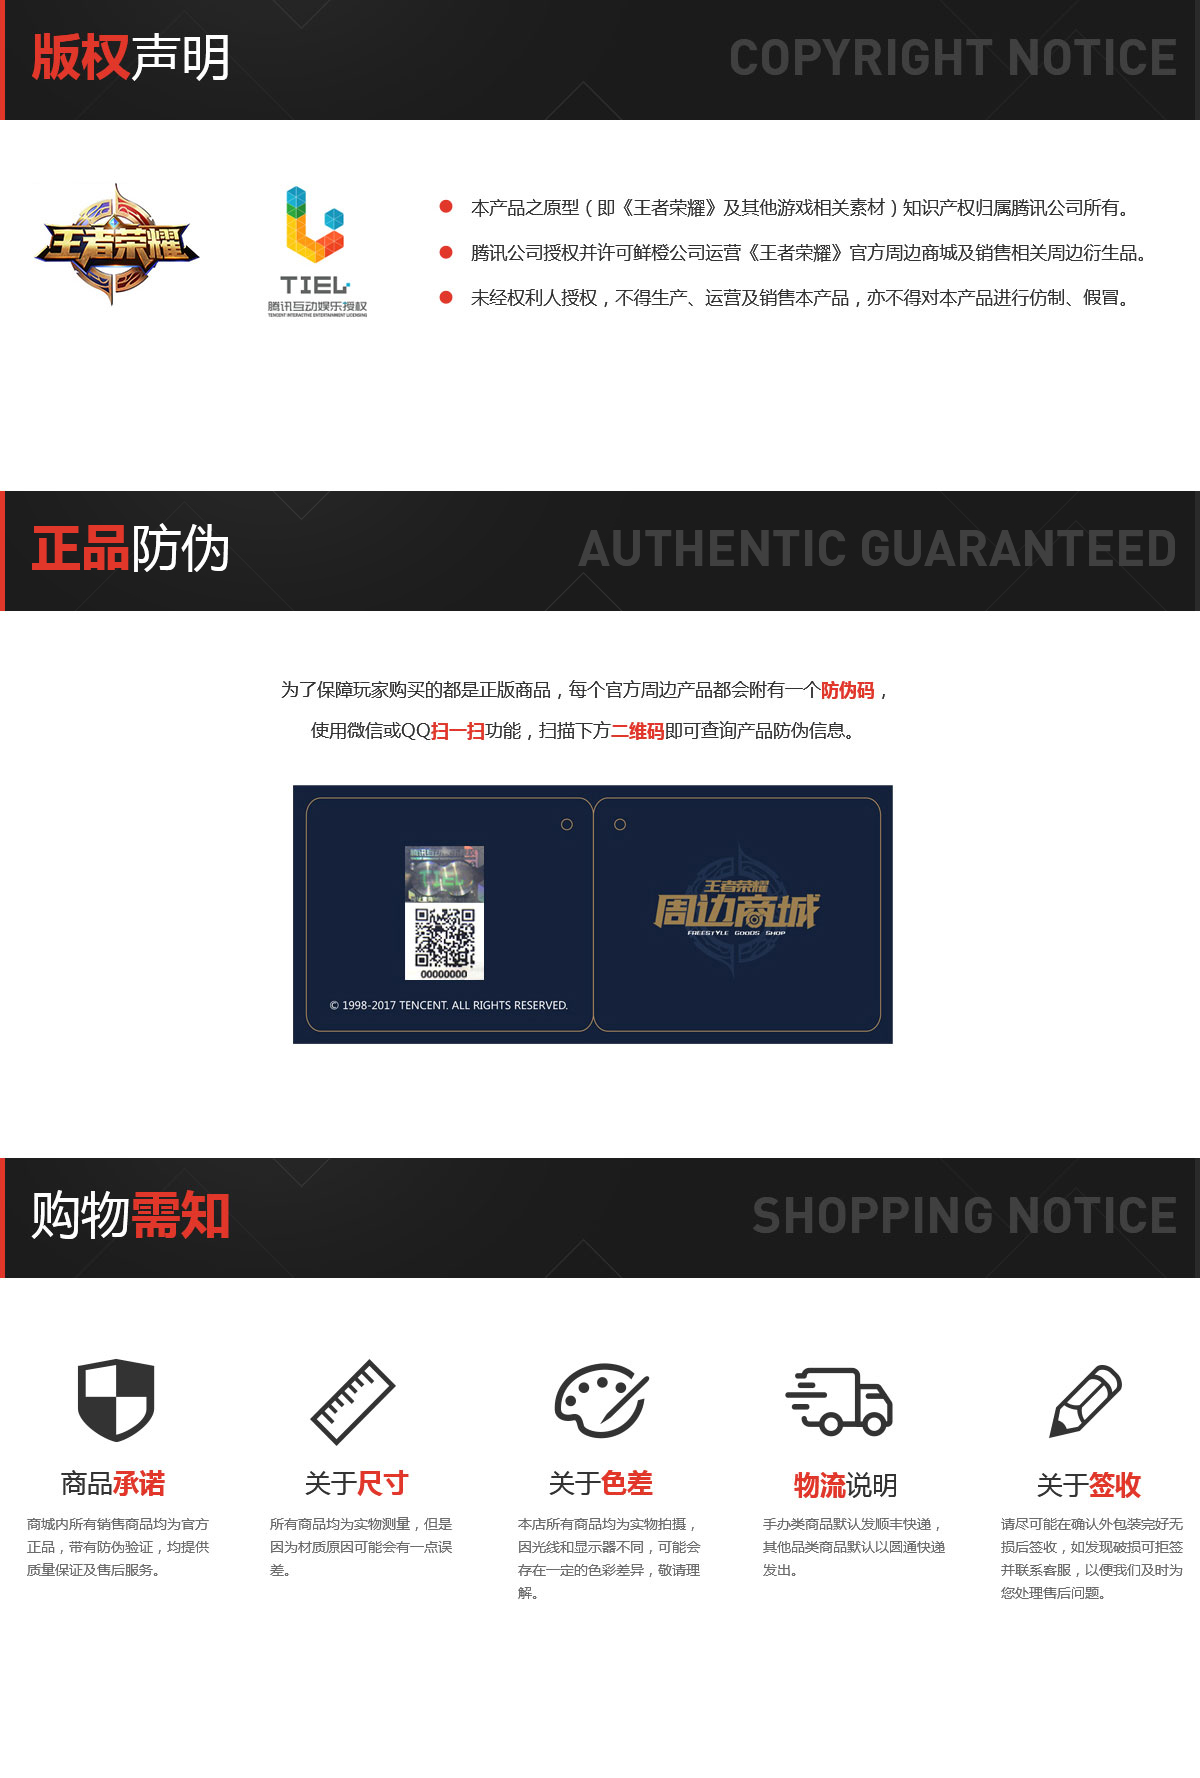 版权声明
COPYRIGHT NOTICE
王者荣耀
TIEL
腾讯互动娱乐授权
TENCENT INTERACTIVE ENTERTAINMENT LICENSING
本产品之原型（即《王者荣耀》及其他游戏相关素材）知识产权归属腾讯公司所有。
腾讯公司授权并许可鲜橙公司运营《王者荣耀》官方周边商城及销售相关周边衍生品。
未经权利人授权，不得生产、运营及销售本产品，亦不得对本产品进行仿制、假冒。
正品防伪
AUTHENTIC GUARANTEED
为了保障玩家购买的都是正版商品，每个官方周边产品都会附有一个防伪码，
使用微信或QQ扫一扫功能，扫描下方二维码即可查询产品防伪信息。
TIEL
00000000
© 1998-2017 TENCENT. ALL RIGHTS RESERVED.
王者荣耀
周边商城
FREESTYLE GOODS SHOP
购物需知
SHOPPING NOTICE
商品承诺
商城内所有销售商品均为官方
正品，带有防伪验证，均提供
质量保证及售后服务。
关于尺寸
所有商品均为实物测量，但是
因为材质原因可能会有一点误
差。
关于色差
本店所有商品均为实物拍摄，
因光线和显示器不同，可能会
存在一定的色彩差异，敬请理
解。
物流说明
手办类商品默认发顺丰快递，
其他品类商品默认以圆通快递
发出。
关于签收
请尽可能在确认外包装完好无
损后签收，如发现破损可拒签
并联系客服，以便我们及时为
您处理售后问题。